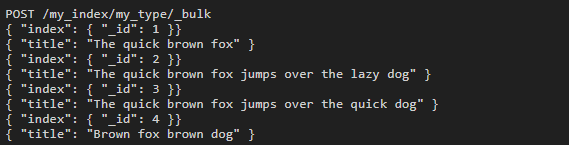 POST /my_index/my_type/_bulk
{ "index": { "_id": 1 }}
{ "title": "The quick brown fox" }
{ "index": { "_id": 2 }}
{ "title": "The quick brown fox jumps over the lazy dog" }
{ "index": { "_id": 3 }}
{ "title": "The quick brown fox jumps over the quick dog" }
{ "index": { "_id": 4 }}
{ "title": "Brown fox brown dog" }